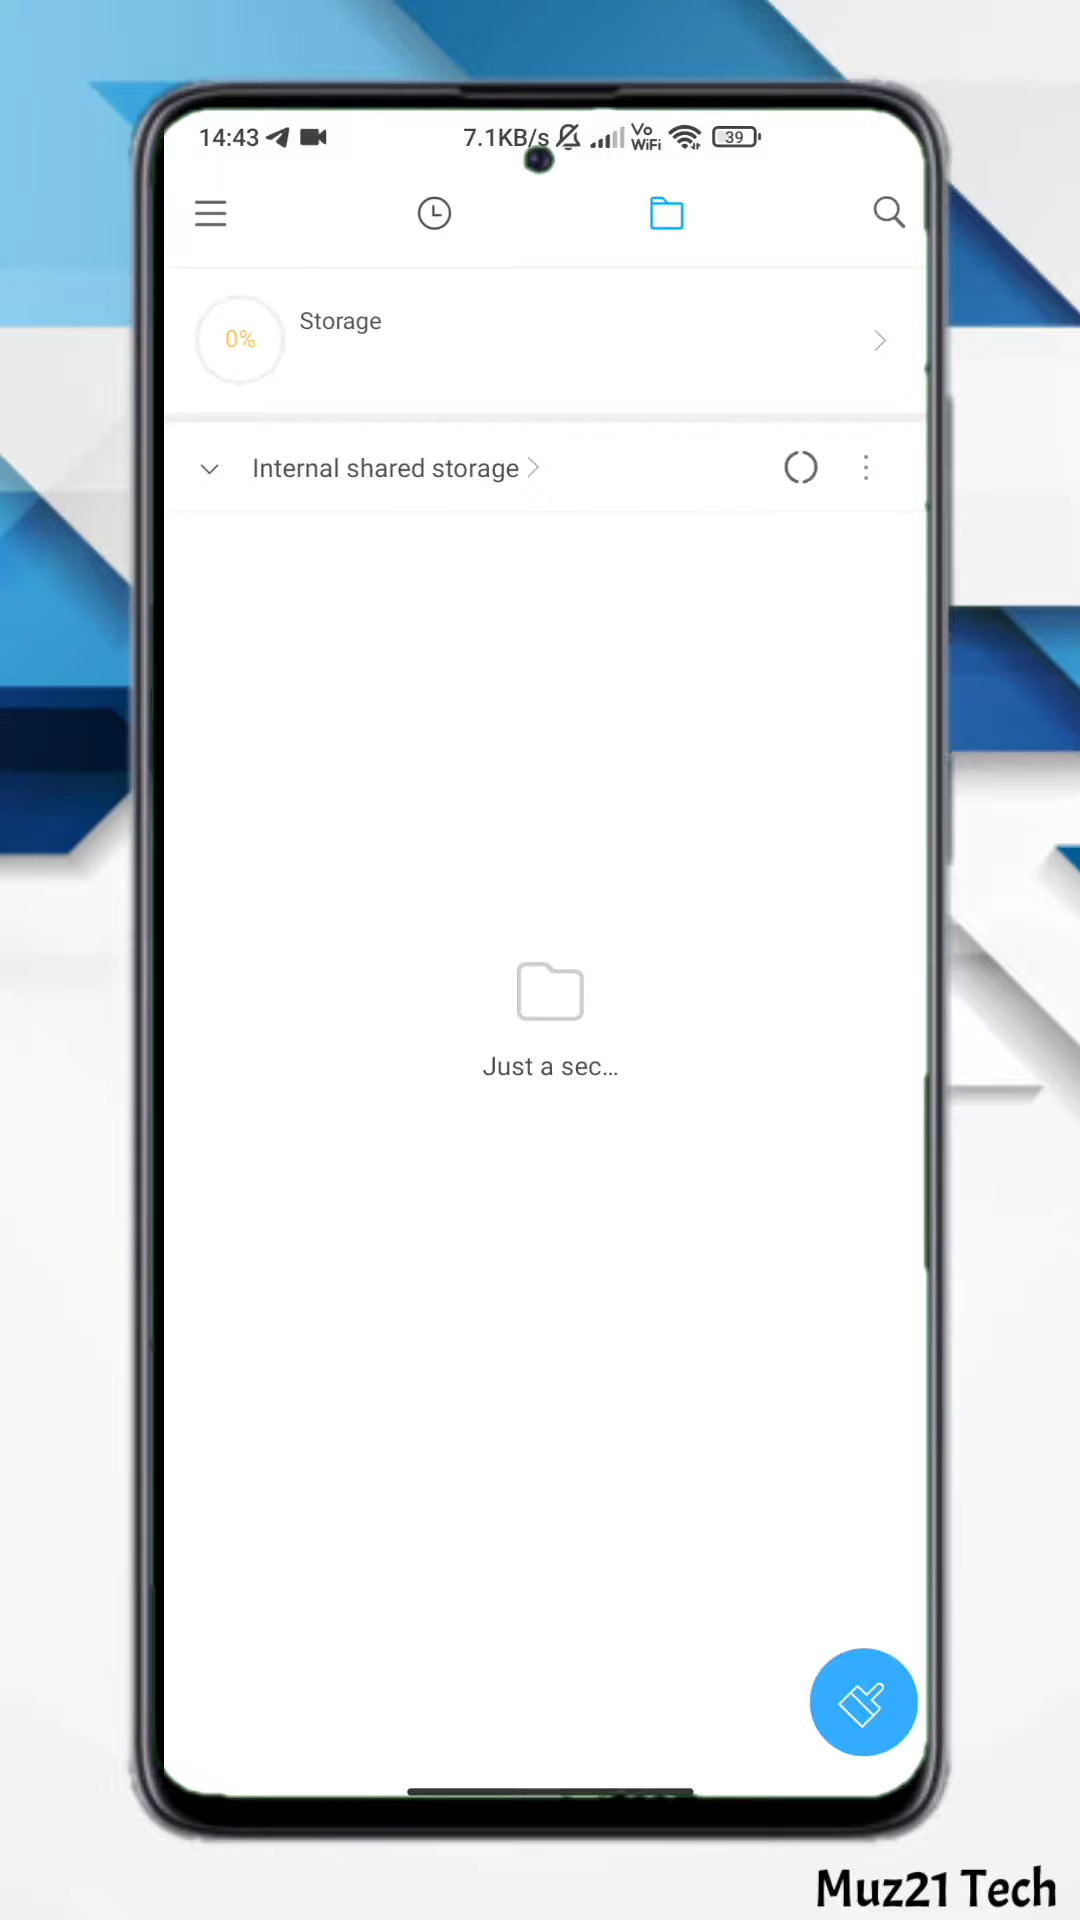 14:43 7.1KB/s Vo WiFi 39
0% Storage
Internal shared storage
Just a sec...
Muz21 Tech